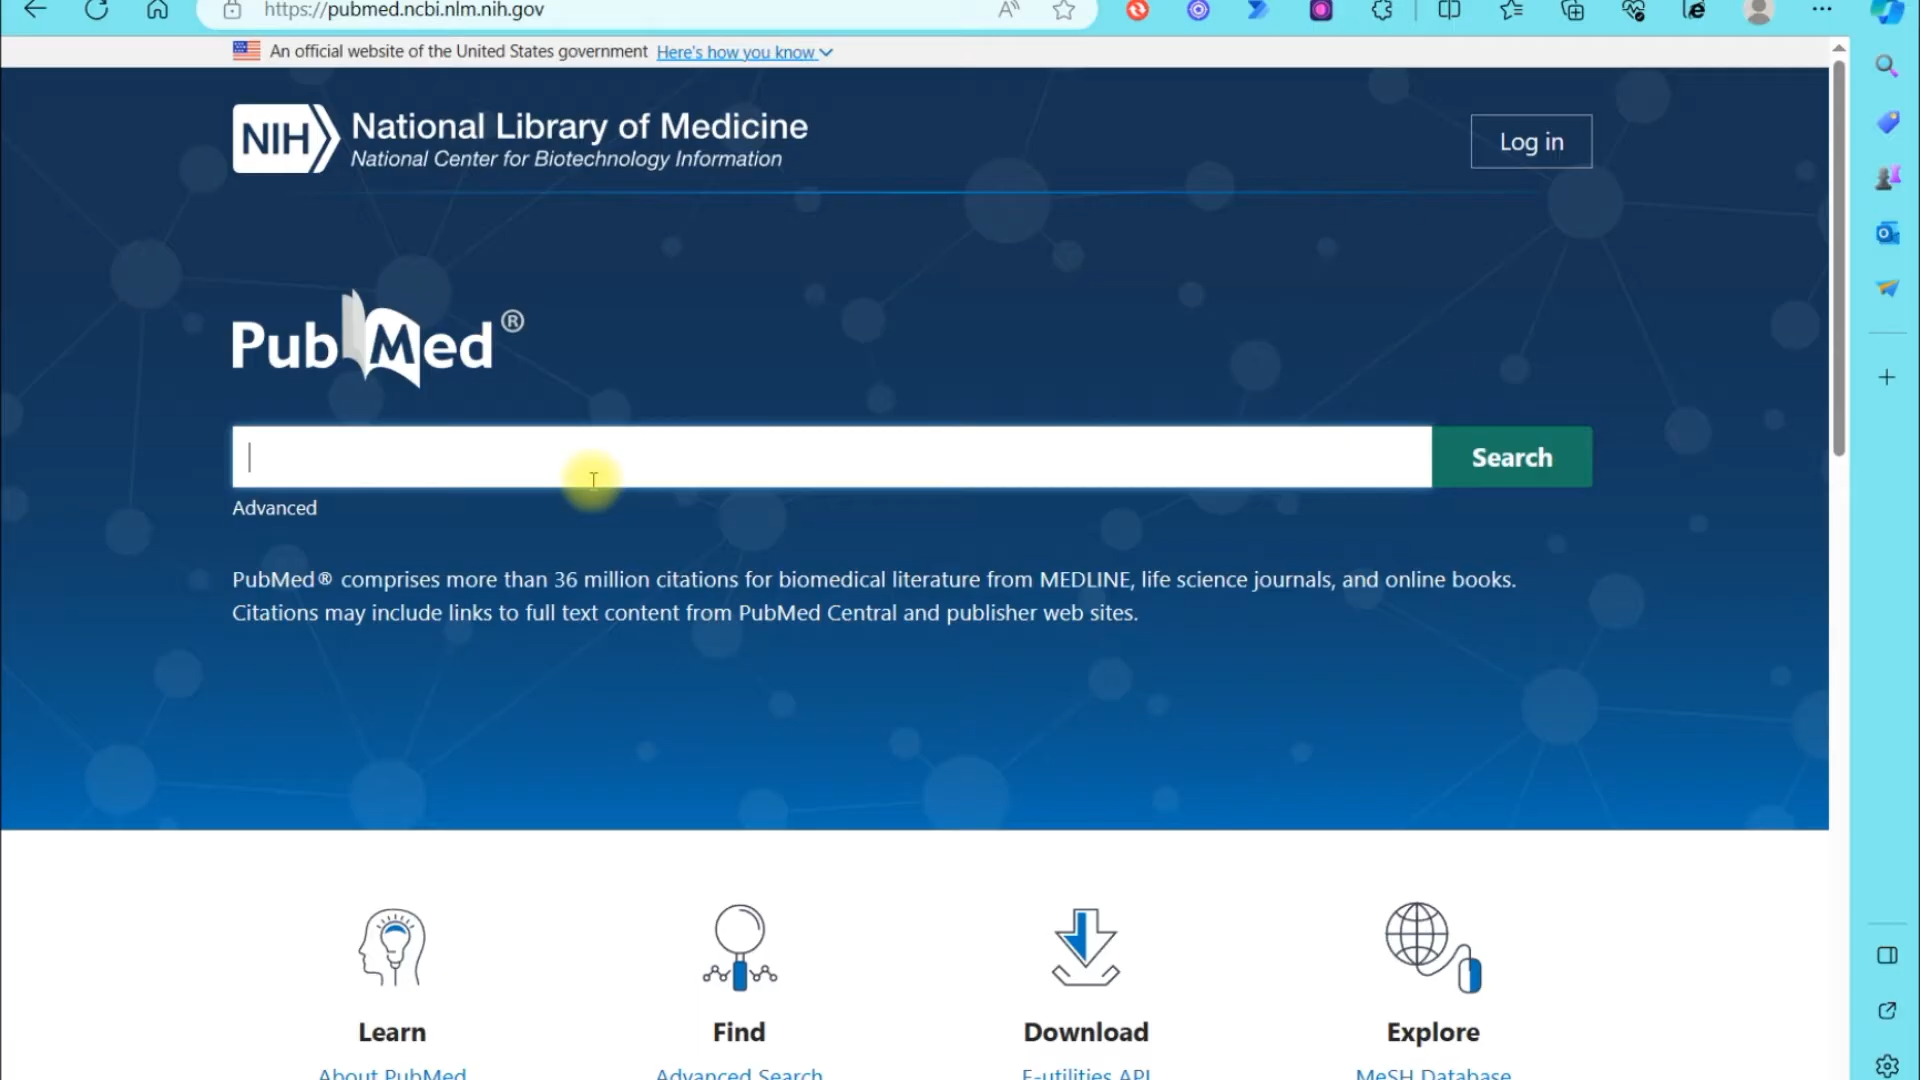 https://pubmed.ncbi.nlm.nih.gov
An official website of the United States government Here's how you know
NIH National Library of Medicine
National Center for Biotechnology Information
Log in
PubMed®
Search
Advanced
PubMed® comprises more than 36 million citations for biomedical literature from MEDLINE, life science journals, and online books.
Citations may include links to full text content from PubMed Central and publisher web sites.
Learn Find Download Explore
About PubMed Advanced Search E-utilities API MeSH Database